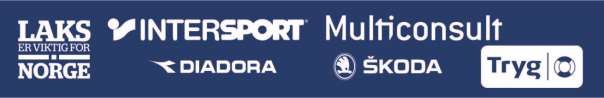 LAKS
ER VIKTIG FOR
NORGE
INTERSPORT
Multiconsult
DIADORA
ŠKODA
Tryg